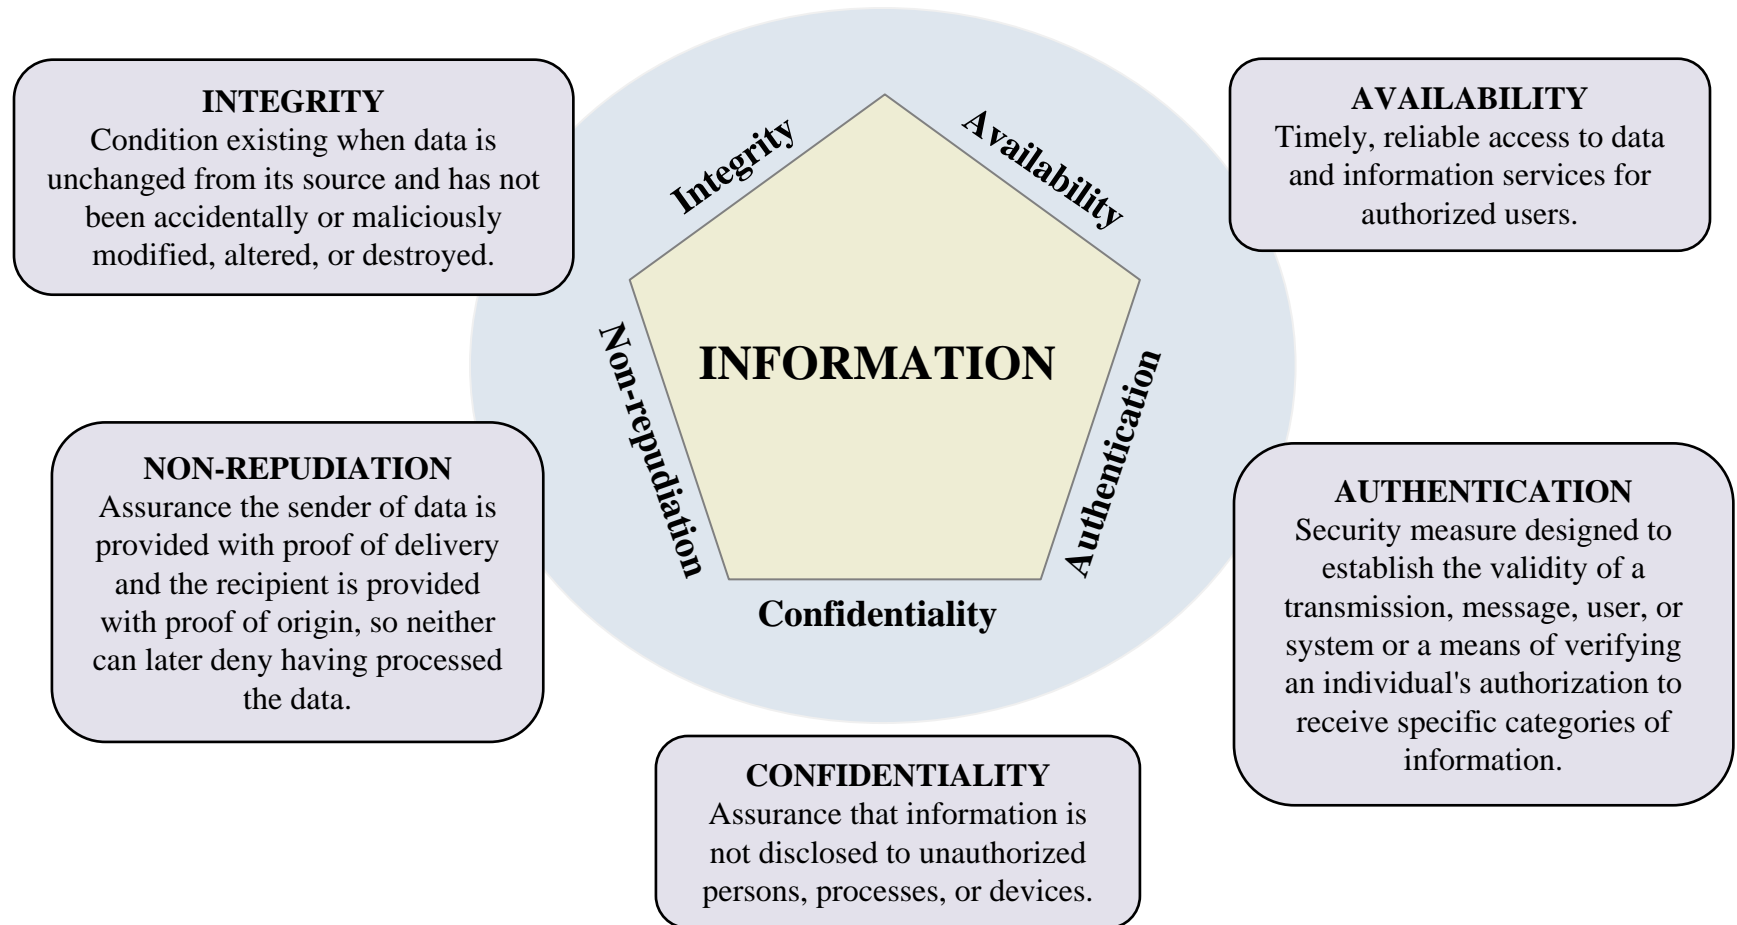 INTEGRITY
Condition existing when data is
unchanged from its source and has not
been accidentally or maliciously
modified, altered, or destroyed.
AVAILABILITY
Timely, reliable access to data
and information services for
authorized users.
Integrity
Availability
INFORMATION
Non-repudiation
Authentication
Confidentiality
NON-REPUDIATION
Assurance the sender of data is
provided with proof of delivery
and the recipient is provided
with proof of origin, so neither
can later deny having processed
the data.
AUTHENTICATION
Security measure designed to
establish the validity of a
transmission, message, user, or
system or a means of verifying
an individual's authorization to
receive specific categories of
information.
CONFIDENTIALITY
Assurance that information is
not disclosed to unauthorized
persons, processes, or devices.